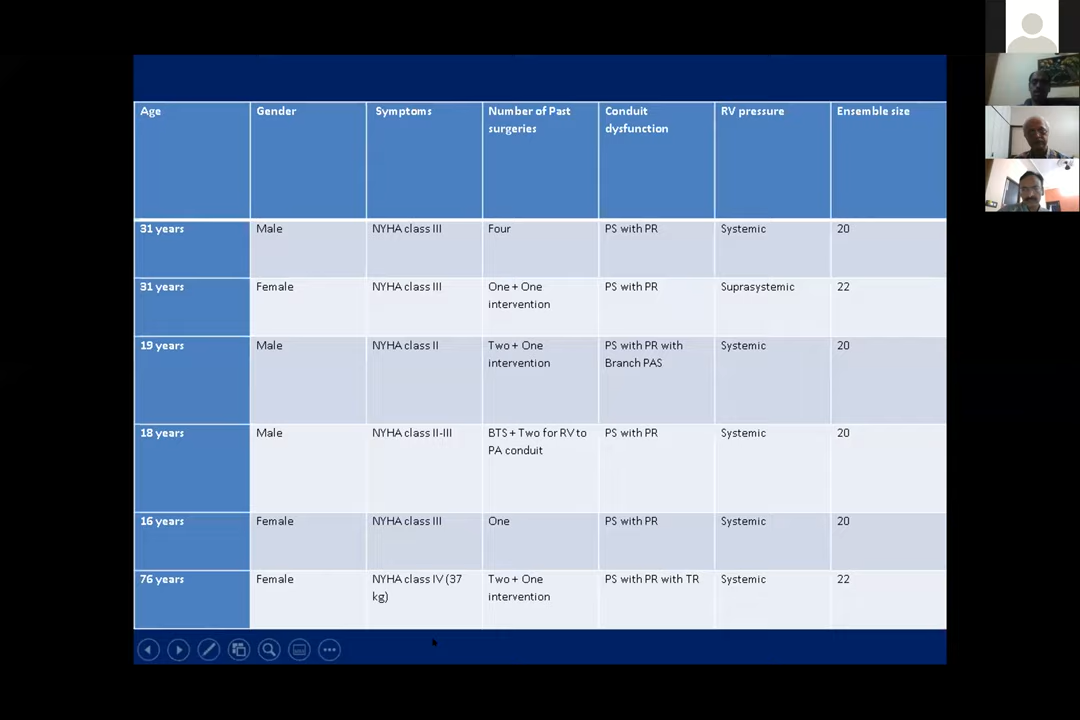 Age Gender Symptoms Number of Past surgeries Conduit dysfunction RV pressure Ensemble size
31 years Male NYHA class III Four PS with PR Systemic 20
31 years Female NYHA class III One + One intervention PS with PR Suprasystemic 22
19 years Male NYHA class II Two + One intervention PS with PR with Branch PAS Systemic 20
18 years Male NYHA class II-III BTS + Two for RV to PA conduit PS with PR Systemic 20
16 years Female NYHA class III One PS with PR Systemic 20
76 years Female NYHA class IV (37 kg) Two + One intervention PS with PR with TR Systemic 22